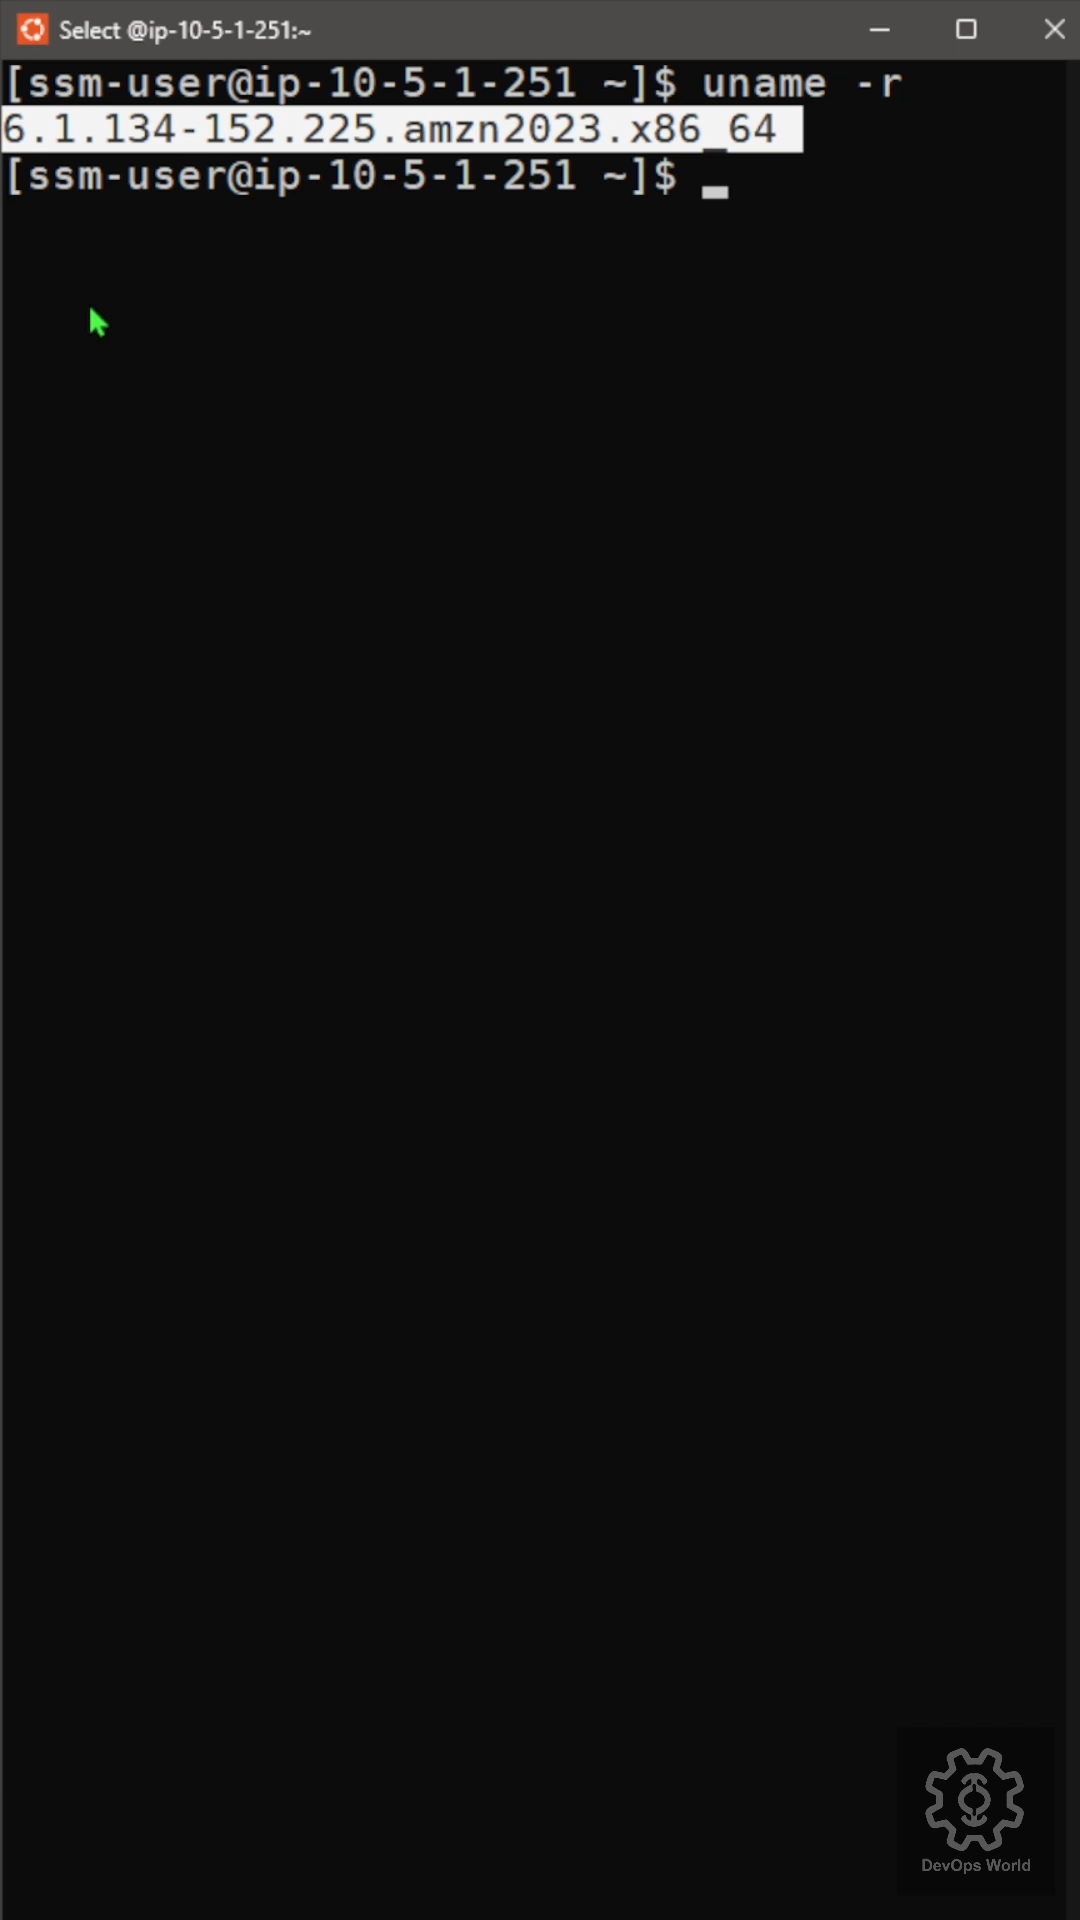 Select @ip-10-5-1-251:~
[ssm-user@ip-10-5-1-251 ~]$ uname -r
6.1.134-152.225.amzn2023.x86_64
[ssm-user@ip-10-5-1-251 ~]$
DevOps World